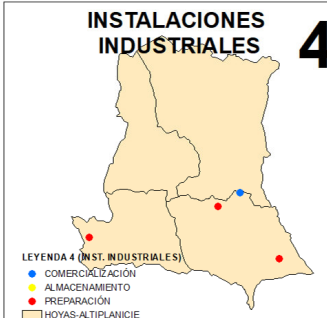 INSTALACIONES
INDUSTRIALES
4
LEYENDA 4 (INST. INDUSTRIALES)
COMERCIALIZACIÓN
ALMACENAMIENTO
PREPARACIÓN
HOYAS-ALTIPLANICIE